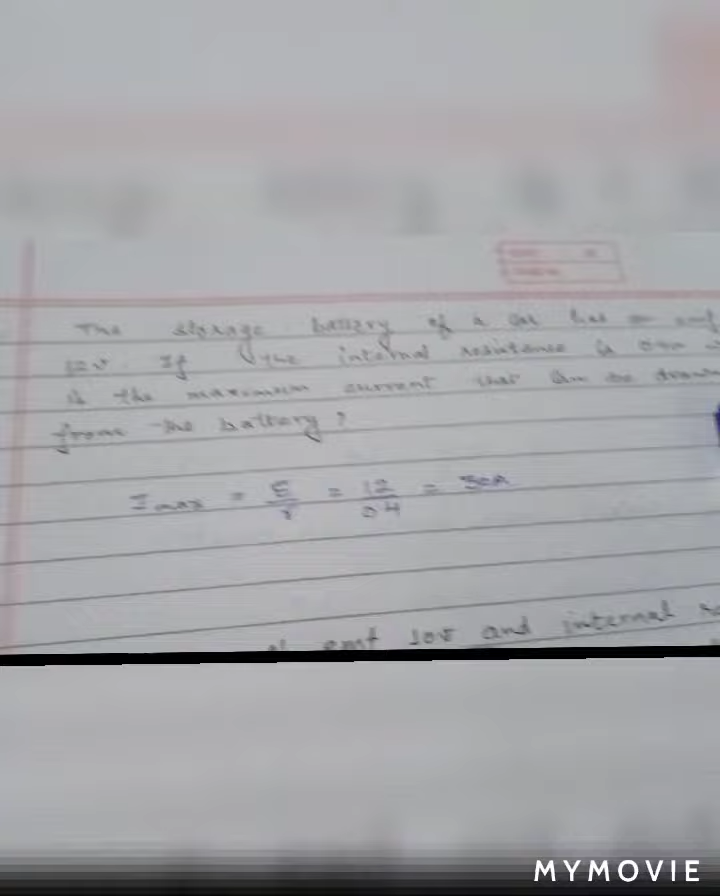 The storage battery of a car has an emf
12V. If the internal resistance is
is the maximum current that can be drawn
from the battery?
I max = E/r = 12/0.4 = 30A
emf 10V and internal
MYMOVIE